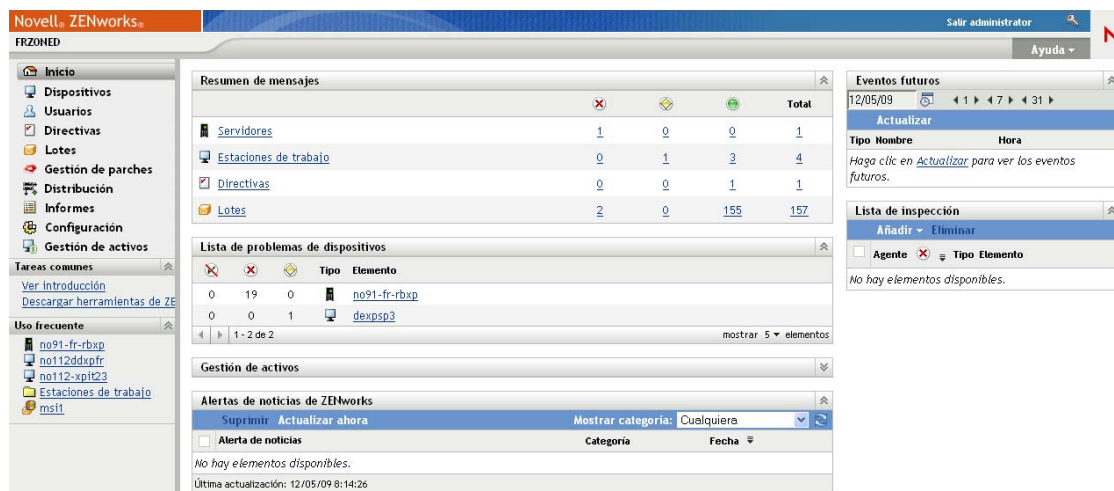 Novell® ZENworks®
Salir administrator
FRZONED
Ayuda
Inicio
Dispositivos
Usuarios
Directivas
Lotes
Gestión de parches
Distribución
Informes
Configuración
Gestión de activos
Tareas comunes
Ver introducción
Descargar herramientas de ZE
Uso frecuente
no91-fr-rbxp
no112ddxpfr
no112-xpit23
Estaciones de trabajo
msi1
Resumen de mensajes
Total
Servidores 1 0 0 1
Estaciones de trabajo 0 1 3 4
Directivas 0 0 1 1
Lotes 2 0 155 157
Lista de problemas de dispositivos
Tipo Elemento
0 19 0 no91-fr-rbxp
0 0 1 dexpsp3
1 - 2 de 2 mostrar 5 elementos
Gestión de activos
Alertas de noticias de ZENworks
Suprimir Actualizar ahora Mostrar categoría: Cualquiera
Alerta de noticias Categoría Fecha
No hay elementos disponibles.
Última actualización: 12/05/09 8:14:26
Eventos futuros
12/05/09 1 7 31
Actualizar
Tipo Nombre Hora
Haga clic en Actualizar para ver los eventos
futuros.
Lista de inspección
Añadir Eliminar
Agente Tipo Elemento
No hay elementos disponibles.